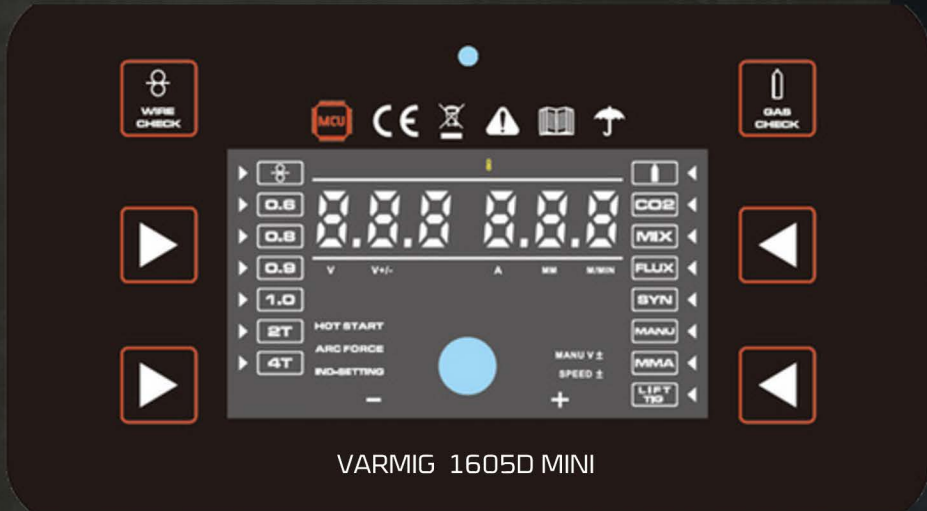 WIRE
CHECK
GAS
CHECK
MCU
CE
0.6
0.8
0.9
1.0
2T
4T
8.8.8 8.8.8
V V+/- A MM M/MIN
CO2
MIX
FLUX
SYN
MANU
MMA
LIFT
TIG
HOT START
ARC FORCE
IND-SETTING
MANU V ±
SPEED ±
- +
VARMIG 1605D MINI